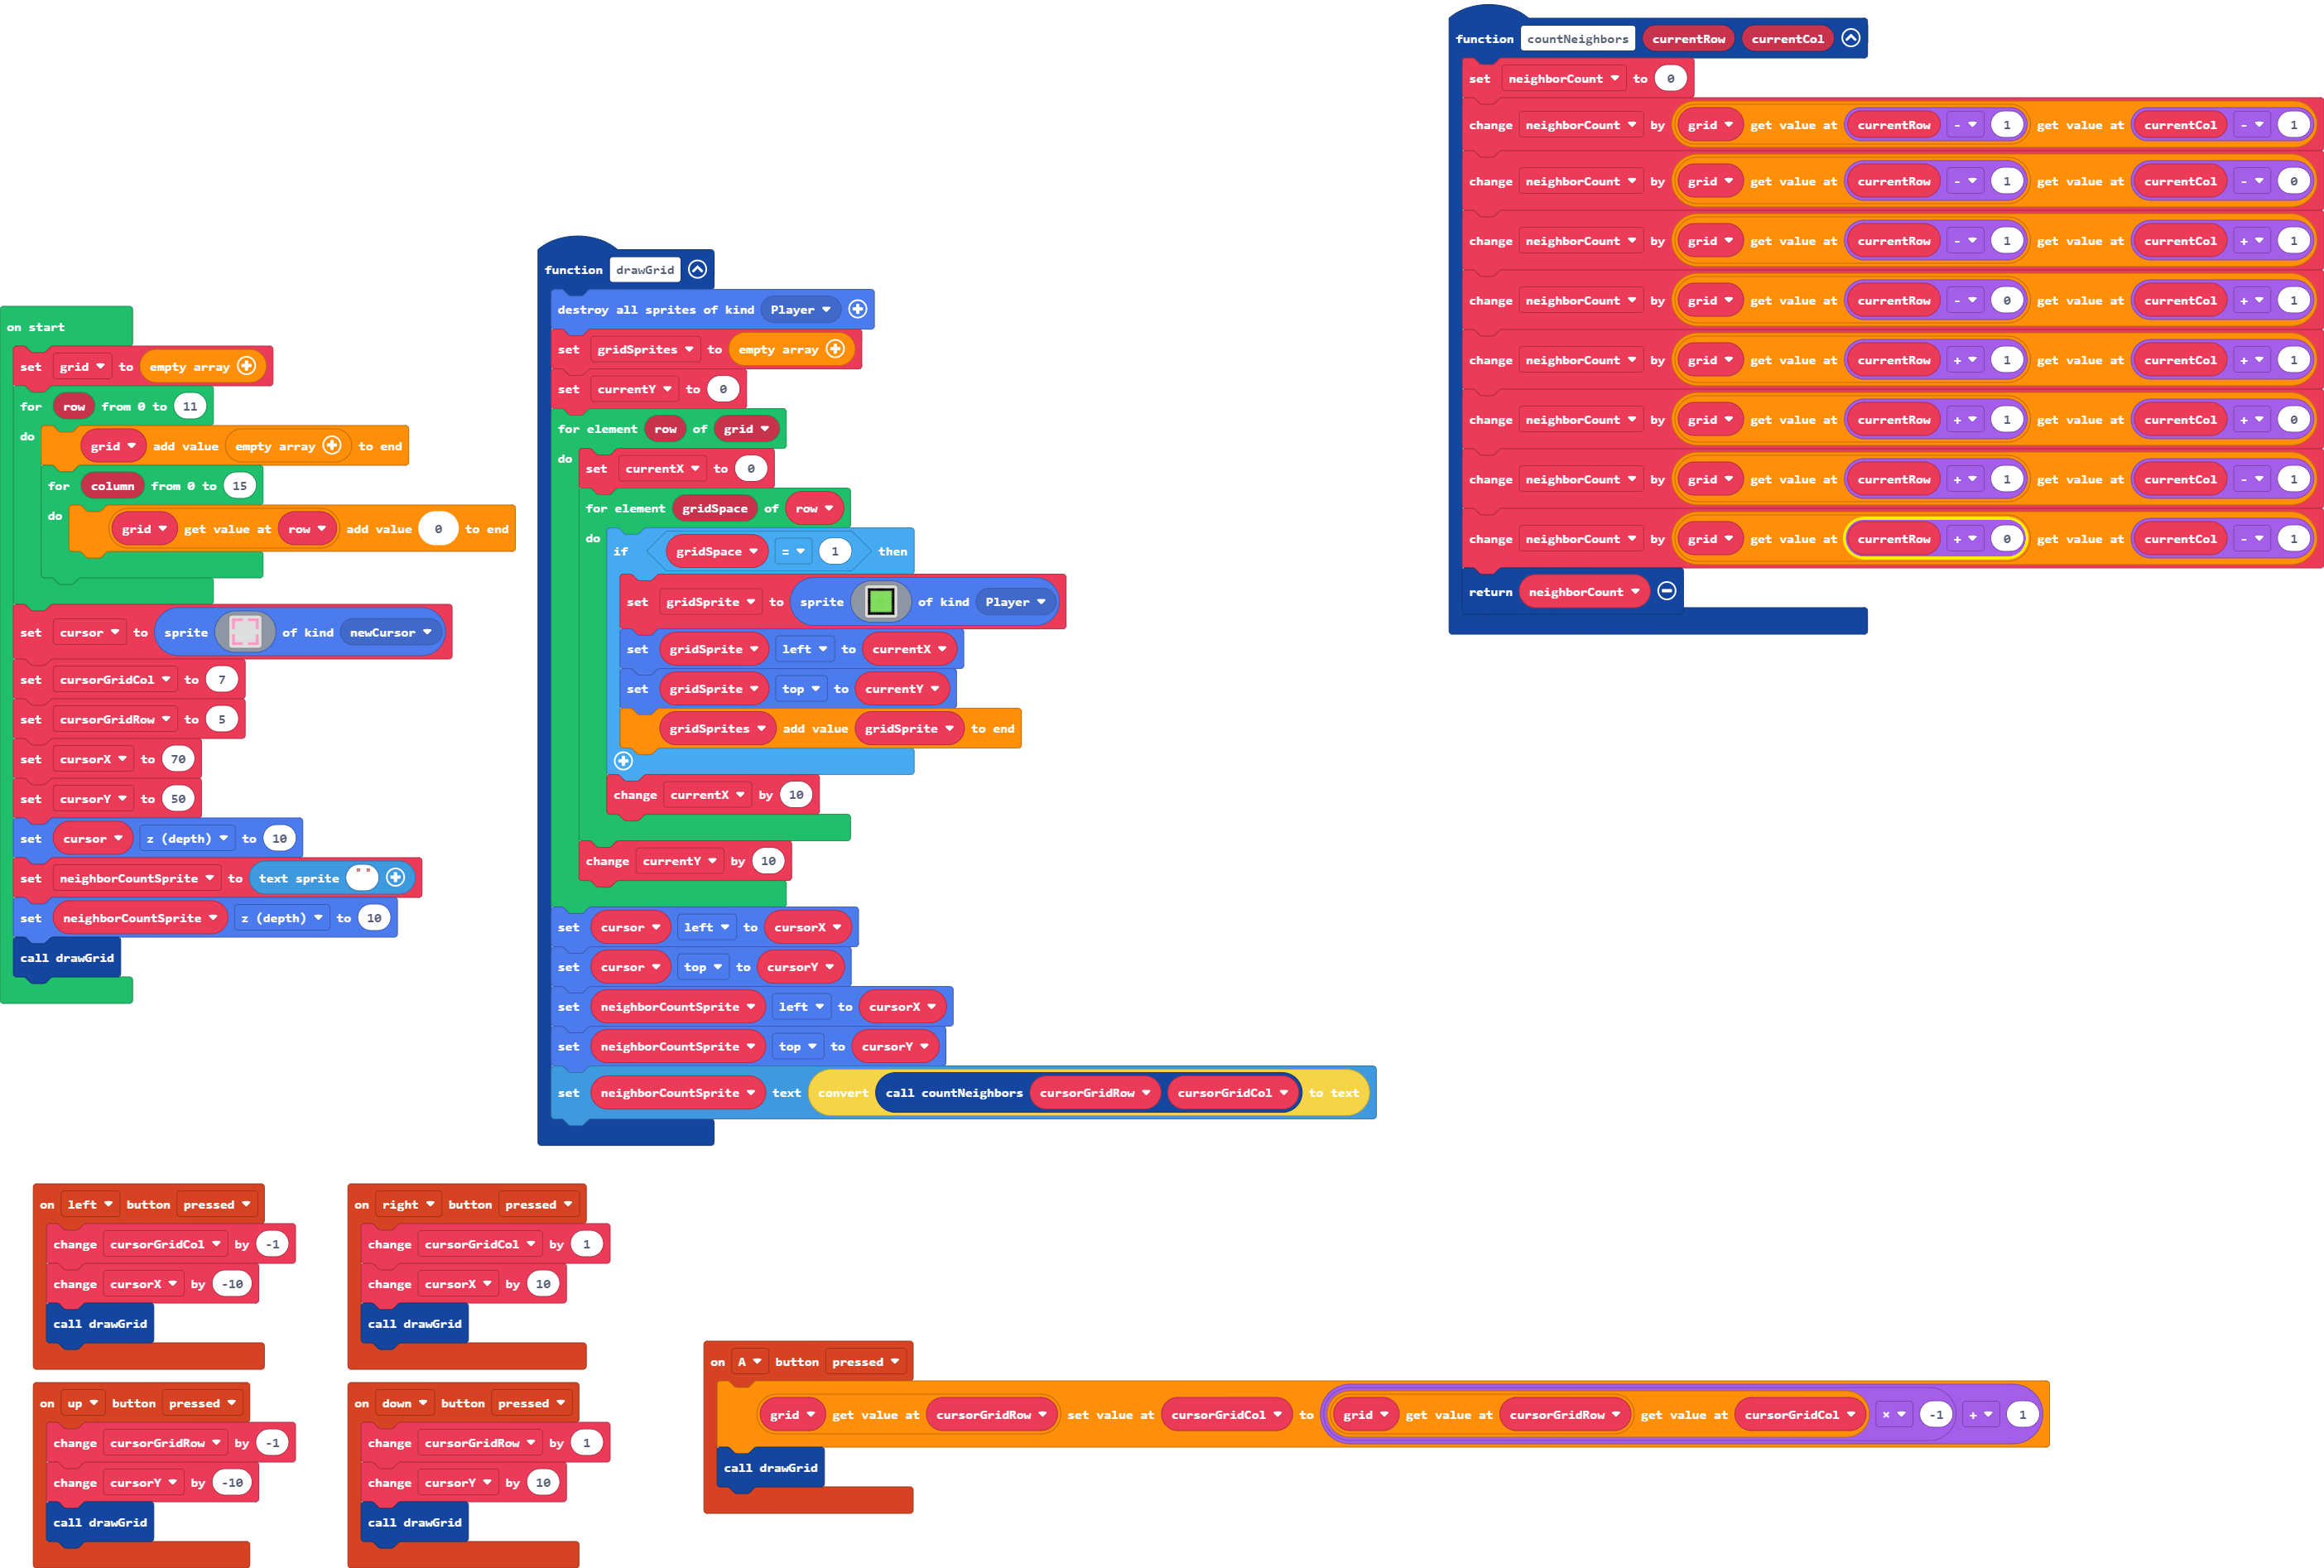 on start
set grid to empty array
for row from 0 to 11
do grid add value empty array to end
for column from 0 to 15
do grid get value at row add value 0 to end
set cursor to sprite of kind newCursor
set cursorGridCol to 7
set cursorGridRow to 5
set cursorX to 70
set cursorY to 50
set cursor z (depth) to 10
set neighborCountSprite to text sprite " "
set neighborCountSprite z (depth) to 10
call drawGrid
function drawGrid
destroy all sprites of kind Player
set gridSprites to empty array
set currentY to 0
for element row of grid
do set currentX to 0
for element gridSpace of row
do if gridSpace = 1 then
set gridSprite to sprite of kind Player
set gridSprite left to currentX
set gridSprite top to currentY
gridSprites add value gridSprite to end
change currentX by 10
change currentY by 10
set cursor left to cursorX
set cursor top to cursorY
set neighborCountSprite left to cursorX
set neighborCountSprite top to cursorY
set neighborCountSprite text convert call countNeighbors cursorGridRow cursorGridCol to text
function countNeighbors currentRow currentCol
set neighborCount to 0
change neighborCount by grid get value at currentRow - 1 get value at currentCol - 1
change neighborCount by grid get value at currentRow - 1 get value at currentCol - 0
change neighborCount by grid get value at currentRow - 1 get value at currentCol + 1
change neighborCount by grid get value at currentRow - 0 get value at currentCol + 1
change neighborCount by grid get value at currentRow + 1 get value at currentCol + 1
change neighborCount by grid get value at currentRow + 1 get value at currentCol + 0
change neighborCount by grid get value at currentRow + 1 get value at currentCol - 1
change neighborCount by grid get value at currentRow + 0 get value at currentCol - 1
return neighborCount
on left button pressed
change cursorGridCol by -1
change cursorX by -10
call drawGrid
on right button pressed
change cursorGridCol by 1
change cursorX by 10
call drawGrid
on up button pressed
change cursorGridRow by -1
change cursorY by -10
call drawGrid
on down button pressed
change cursorGridRow by 1
change cursorY by 10
call drawGrid
on A button pressed
grid get value at cursorGridRow set value at cursorGridCol to grid get value at cursorGridRow get value at cursorGridCol × -1 + 1
call drawGrid